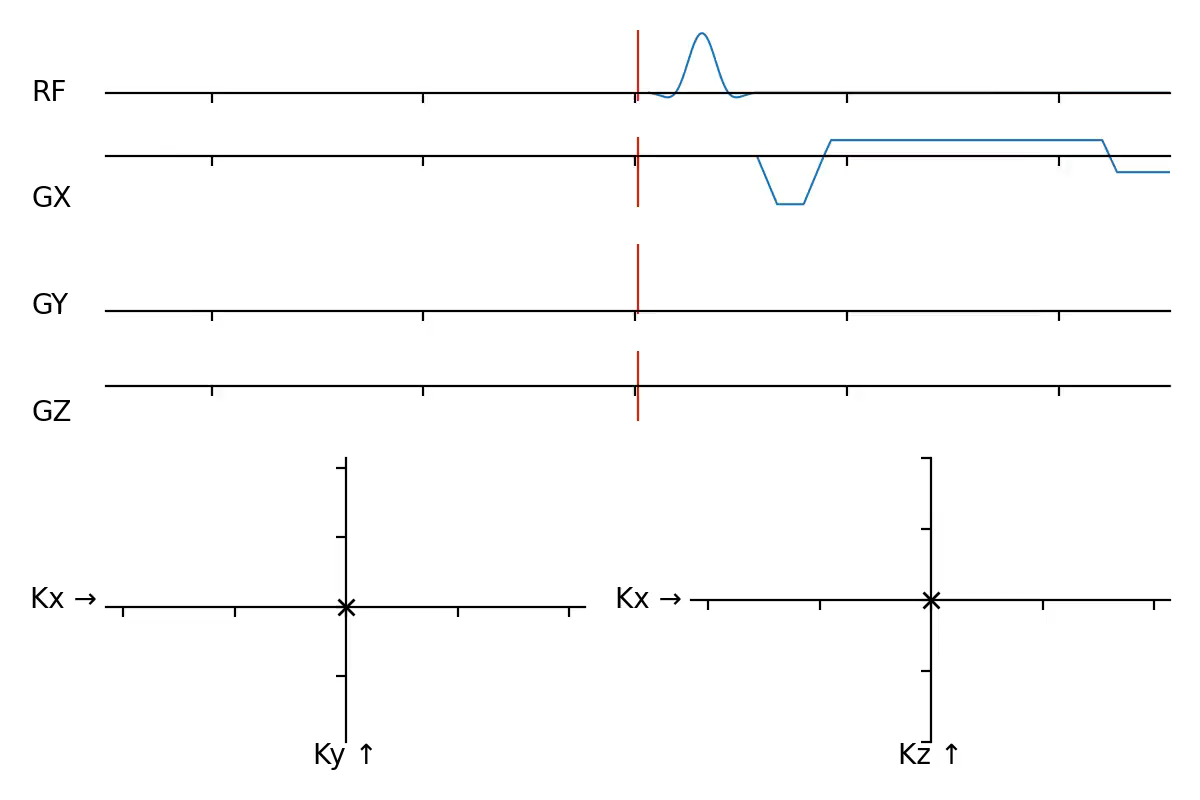 RF
GX
GY
GZ
Kx →
Kx →
Ky ↑
Kz ↑